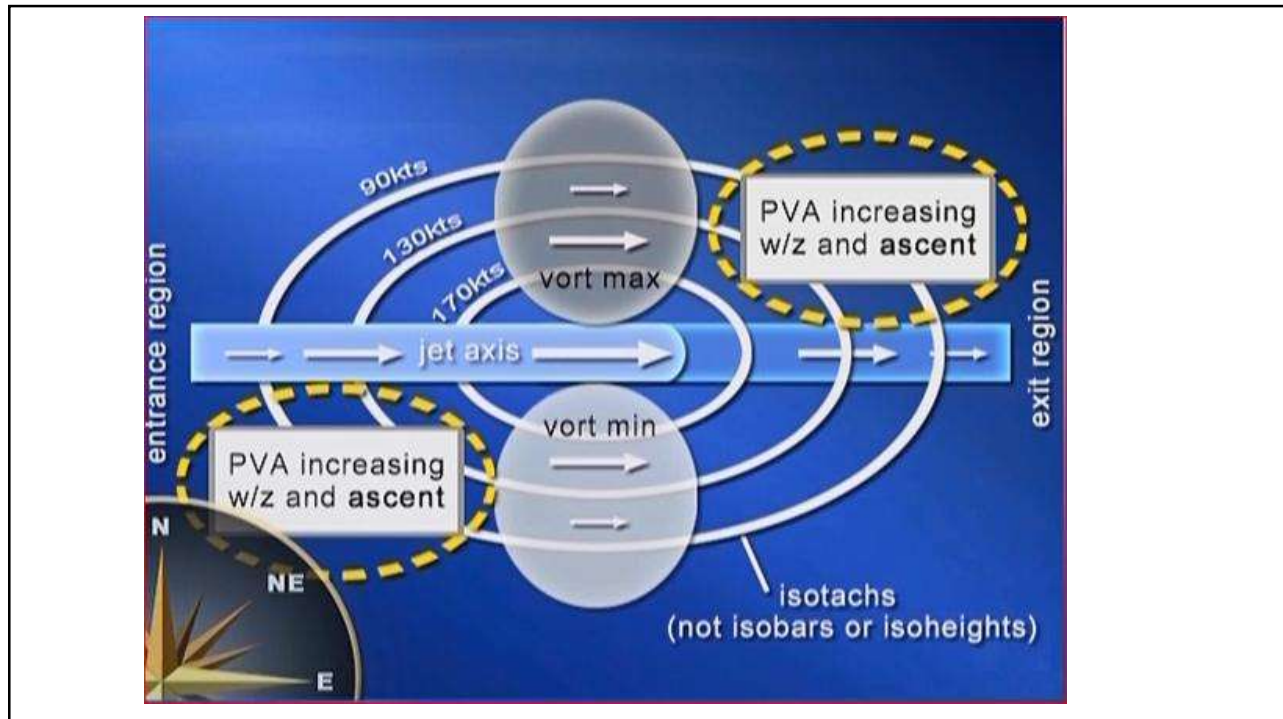 90kts
130kts
170kts
vort max
PVA increasing
w/z and ascent
entrance region
jet axis
exit region
vort min
PVA increasing
w/z and ascent
N
NE
E
isotachs
(not isobars or isoheights)